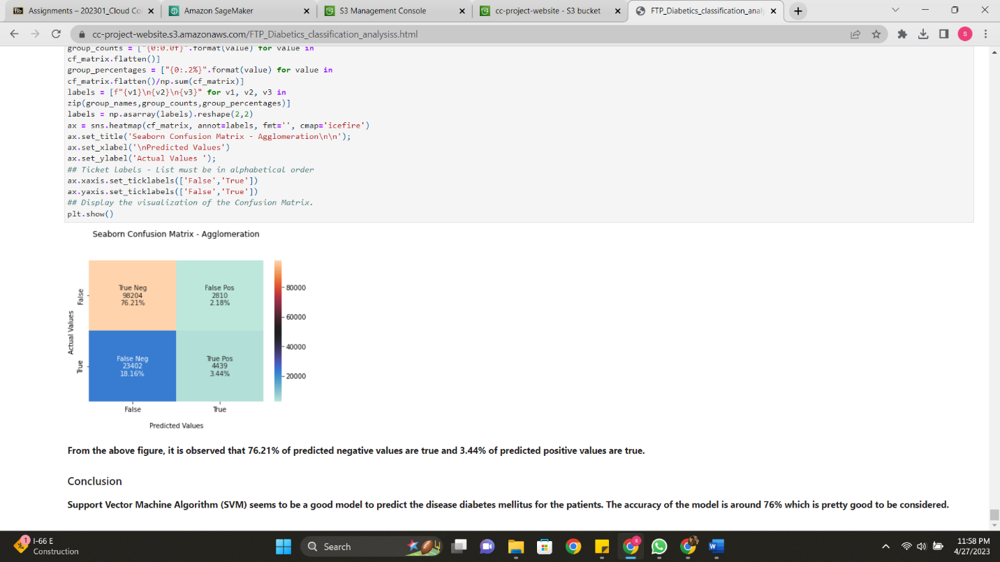 Assignments – 202301_Cloud Co
Amazon SageMaker
S3 Management Console
cc-project-website - S3 bucket
FTP_Diabetics_classification_analy
cc-project-website.s3.amazonaws.com/FTP_Diabetics_classification_analysiss.html
group_counts = ["{0:0.0f}".format(value) for value in
cf_matrix.flatten()]
group_percentages = ["{0:.2%}".format(value) for value in
cf_matrix.flatten()/np.sum(cf_matrix)]
labels = [f"{v1}\n{v2}\n{v3}" for v1, v2, v3 in
zip(group_names,group_counts,group_percentages)]
labels = np.asarray(labels).reshape(2,2)
ax = sns.heatmap(cf_matrix, annot=labels, fmt='', cmap='icefire')
ax.set_title('Seaborn Confusion Matrix - Agglomeration\n\n');
ax.set_xlabel('\nPredicted Values')
ax.set_ylabel('Actual Values ');
## Ticket labels - List must be in alphabetical order
ax.xaxis.set_ticklabels(['False','True'])
ax.yaxis.set_ticklabels(['False','True'])
## Display the visualization of the Confusion Matrix.
plt.show()
Seaborn Confusion Matrix - Agglomeration
True Neg
98204
76.21%
False Pos
2810
2.18%
False Neg
23402
18.16%
True Pos
4439
3.44%
Actual Values
False
True
False
True
Predicted Values
80000
60000
40000
20000
From the above figure, it is observed that 76.21% of predicted negative values are true and 3.44% of predicted positive values are true.
Conclusion
Support Vector Machine Algorithm (SVM) seems to be a good model to predict the disease diabetes mellitus for the patients. The accuracy of the model is around 76% which is pretty good to be considered.
1
I-66 E
Construction
Search
11:58 PM
4/27/2023